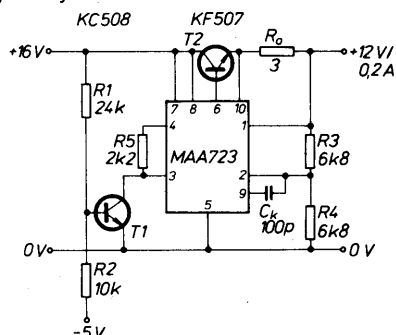 KC508
KF507
T2
R₀
+16V
+12V/
0,2A
3
R1
24k
7
8
6
10
4
1
R5
2k2
MAA723
R3
6k8
3
2
9
5
Cₖ
100p
R4
6k8
T1
0V
0V
R2
10k
-5V